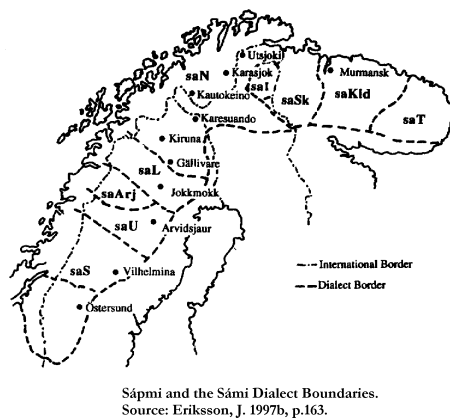 Utsjoki
saN
Karasjok
saI
Murmansk
Kautokeino
saSk
saKld
Karesuando
saT
Kiruna
Gällivare
saL
Jokkmokk
saArj
saU
Arvidsjaur
saS
Vilhelmina
International Border
Dialect Border
Östersund
Sápmi and the Sámi Dialect Boundaries.
Source: Eriksson, J. 1997b, p.163.